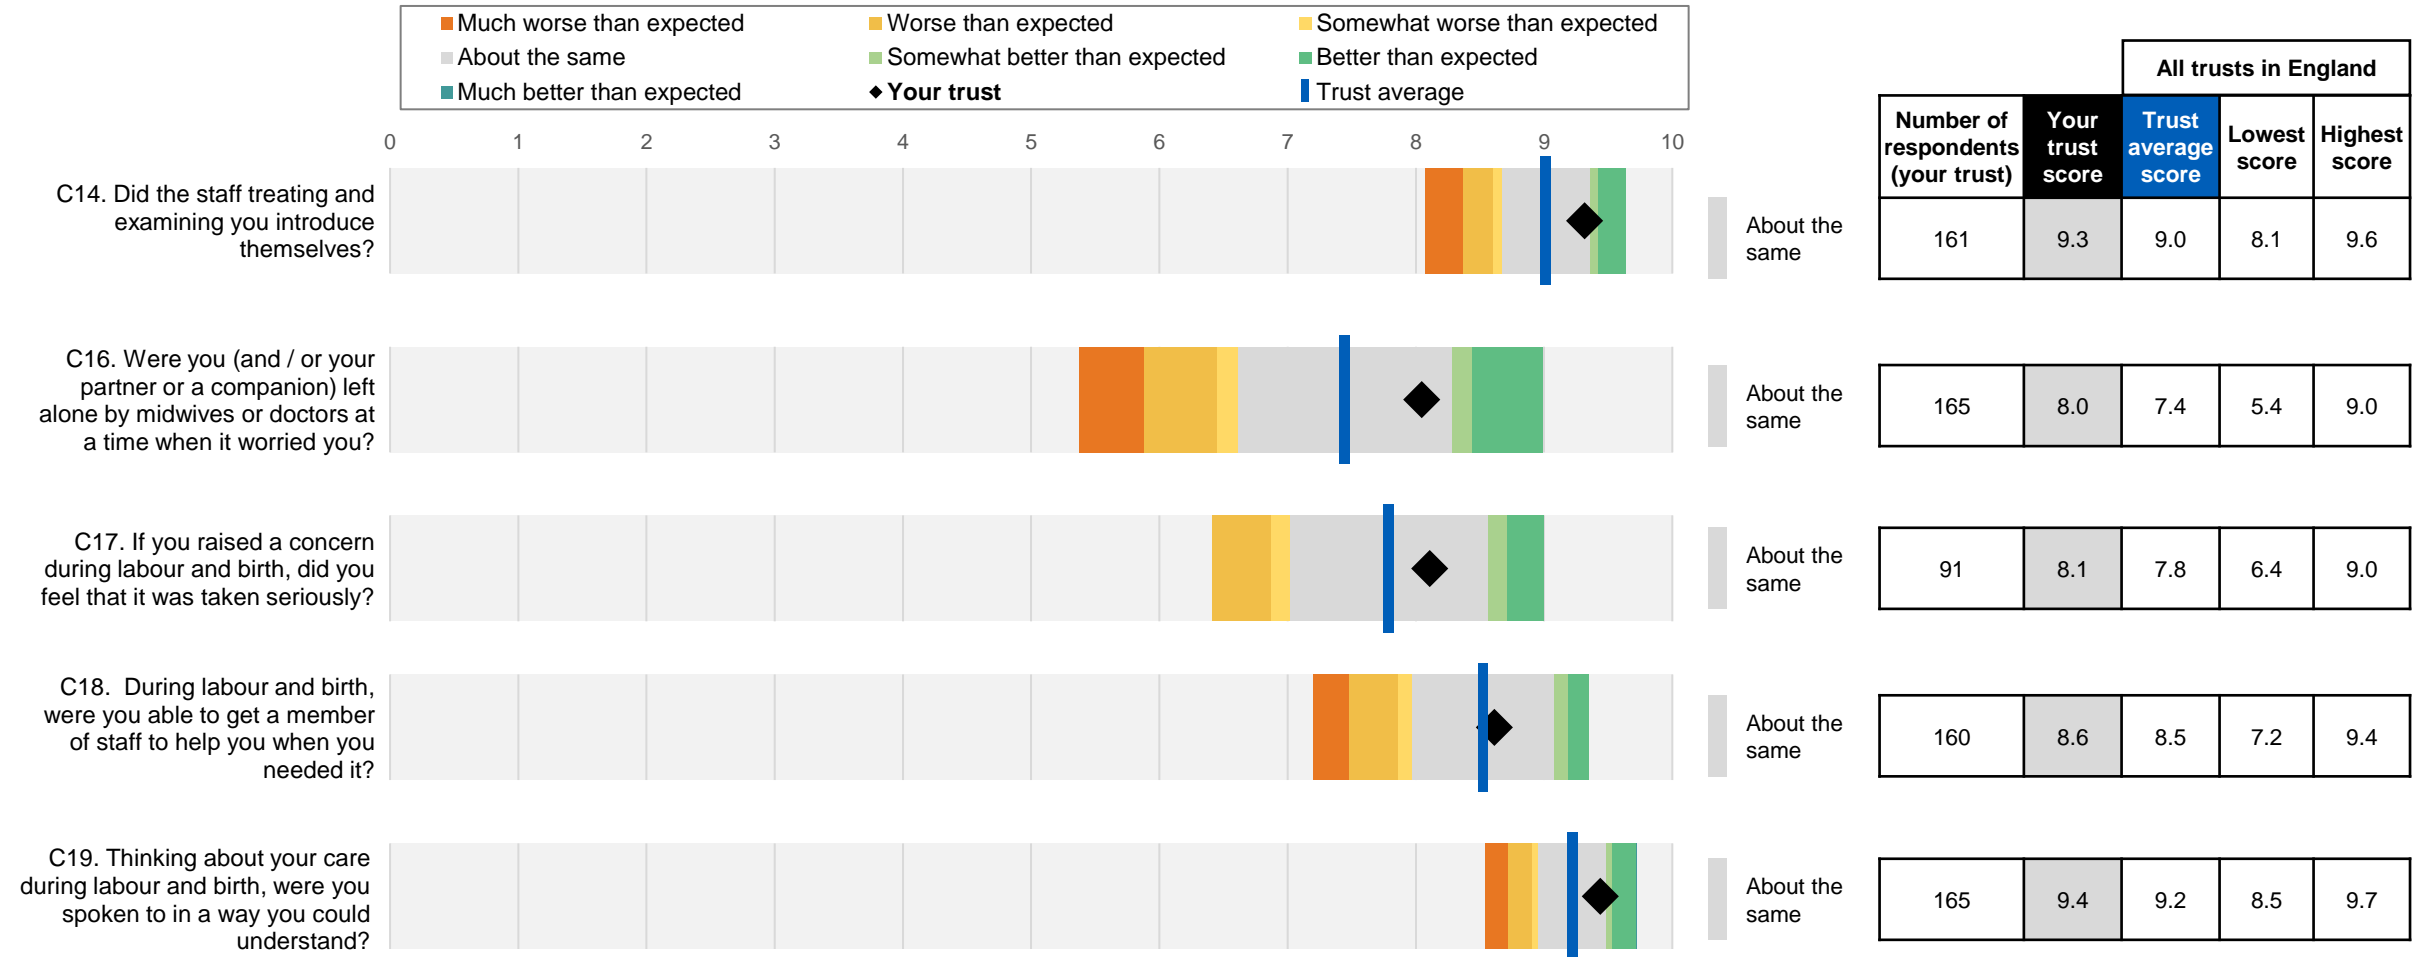 Much worse than expected
Worse than expected
Somewhat worse than expected
About the same
Somewhat better than expected
Better than expected
Much better than expected
Your trust
Trust average
All trusts in England
Number of
respondents
(your trust)
Your
trust
score
Trust
average
score
Lowest
score
Highest
score
0 1 2 3 4 5 6 7 8 9 10
C14. Did the staff treating and
examining you introduce
themselves?
About the
same
161 9.3 9.0 8.1 9.6
C16. Were you (and / or your
partner or a companion) left
alone by midwives or doctors at
a time when it worried you?
About the
same
165 8.0 7.4 5.4 9.0
C17. If you raised a concern
during labour and birth, did you
feel that it was taken seriously?
About the
same
91 8.1 7.8 6.4 9.0
C18. During labour and birth,
were you able to get a member
of staff to help you when you
needed it?
About the
same
160 8.6 8.5 7.2 9.4
C19. Thinking about your care
during labour and birth, were you
spoken to in a way you could
understand?
About the
same
165 9.4 9.2 8.5 9.7